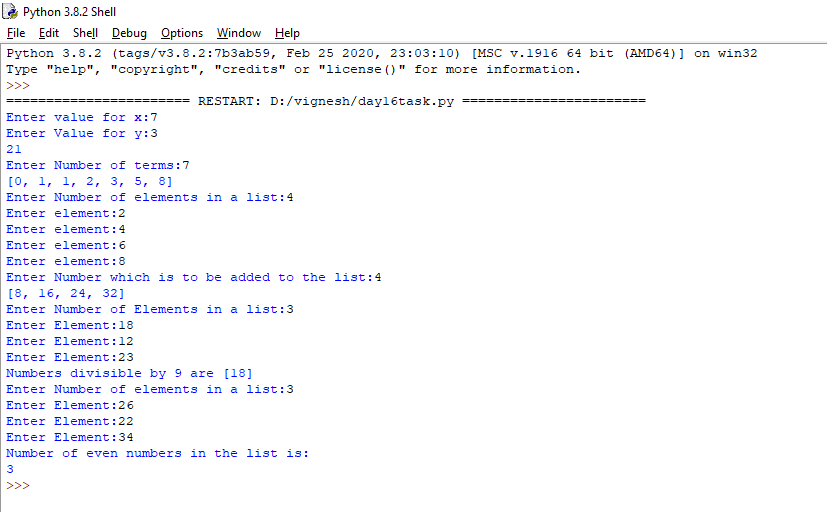 Python 3.8.2 Shell
File Edit Shell Debug Options Window Help
Python 3.8.2 (tags/v3.8.2:7b3ab59, Feb 25 2020, 23:03:10) [MSC v.1916 64 bit (AMD64)] on win32
Type "help", "copyright", "credits" or "license()" for more information.
>>>
======================= RESTART: D:/vignesh/day16task.py =======================
Enter value for x:7
Enter Value for y:3
21
Enter Number of terms:7
[0, 1, 1, 2, 3, 5, 8]
Enter Number of elements in a list:4
Enter element:2
Enter element:4
Enter element:6
Enter element:8
Enter Number which is to be added to the list:4
[8, 16, 24, 32]
Enter Number of Elements in a list:3
Enter Element:18
Enter Element:12
Enter Element:23
Numbers divisible by 9 are [18]
Enter Number of elements in a list:3
Enter Element:26
Enter Element:22
Enter Element:34
Number of even numbers in the list is:
3
>>>